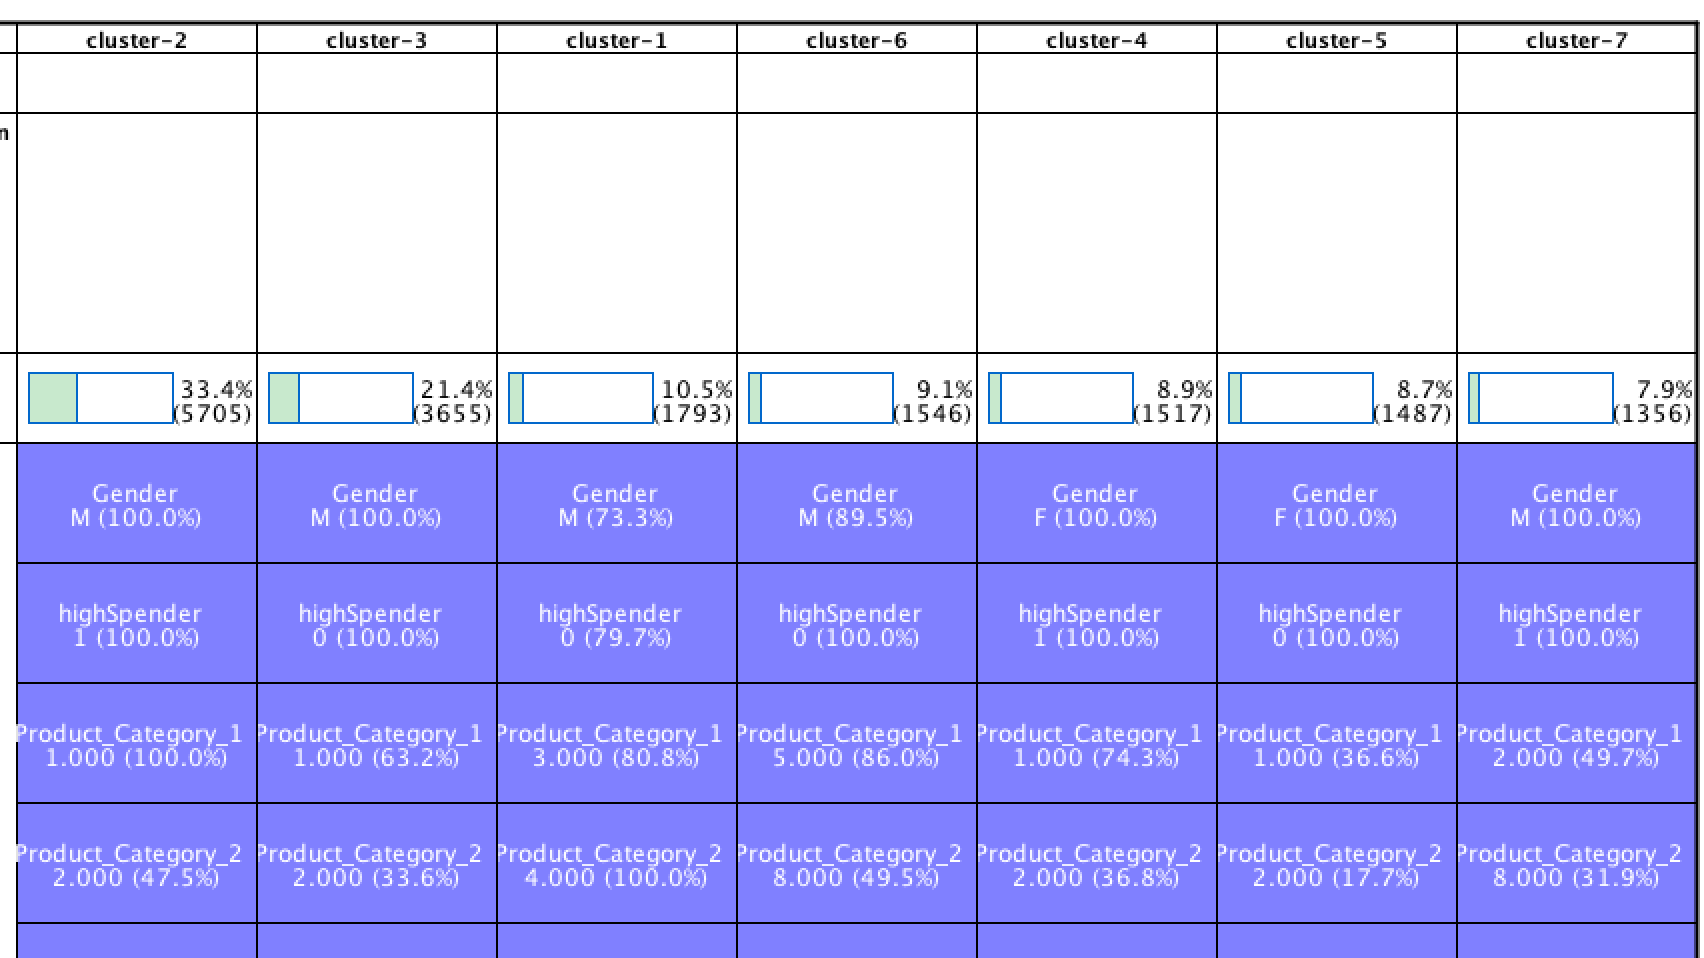 cluster-2 cluster-3 cluster-1 cluster-6 cluster-4 cluster-5 cluster-7
33.4% 21.4% 10.5% 9.1% 8.9% 8.7% 7.9%
(5705) (3655) (1793) (1546) (1517) (1487) (1356)
Gender Gender Gender Gender Gender Gender Gender
M (100.0%) M (100.0%) M (73.3%) M (89.5%) F (100.0%) F (100.0%) M (100.0%)
highSpender highSpender highSpender highSpender highSpender highSpender highSpender
1 (100.0%) 0 (100.0%) 0 (79.7%) 0 (100.0%) 1 (100.0%) 0 (100.0%) 1 (100.0%)
Product_Category_1 Product_Category_1 Product_Category_1 Product_Category_1 Product_Category_1 Product_Category_1 Product_Category_1
1.000 (100.0%) 1.000 (63.2%) 3.000 (80.8%) 5.000 (86.0%) 1.000 (74.3%) 1.000 (36.6%) 2.000 (49.7%)
Product_Category_2 Product_Category_2 Product_Category_2 Product_Category_2 Product_Category_2 Product_Category_2 Product_Category_2
2.000 (47.5%) 2.000 (33.6%) 4.000 (100.0%) 8.000 (49.5%) 2.000 (36.8%) 2.000 (17.7%) 8.000 (31.9%)